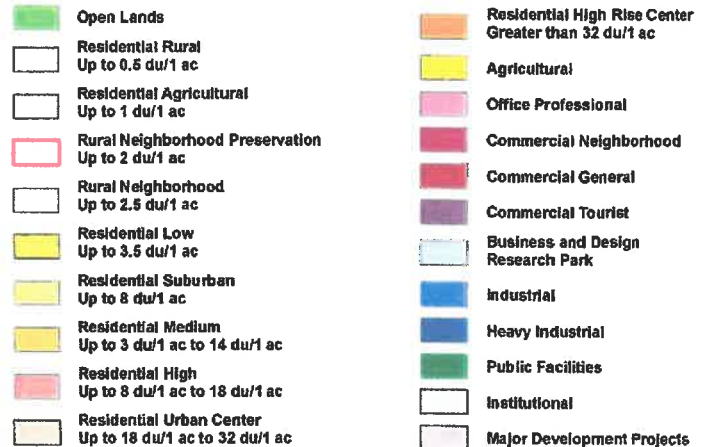 Open Lands
Residential Rural
Up to 0.5 du/1 ac
Residential Agricultural
Up to 1 du/1 ac
Rural Neighborhood Preservation
Up to 2 du/1 ac
Rural Neighborhood
Up to 2.5 du/1 ac
Residential Low
Up to 3.5 du/1 ac
Residential Suburban
Up to 8 du/1 ac
Residential Medium
Up to 3 du/1 ac to 14 du/1 ac
Residential High
Up to 8 du/1 ac to 18 du/1 ac
Residential Urban Center
Up to 18 du/1 ac to 32 du/1 ac
Residential High Rise Center
Greater than 32 du/1 ac
Agricultural
Office Professional
Commercial Neighborhood
Commercial General
Commercial Tourist
Business and Design
Research Park
Industrial
Heavy Industrial
Public Facilities
Institutional
Major Development Projects